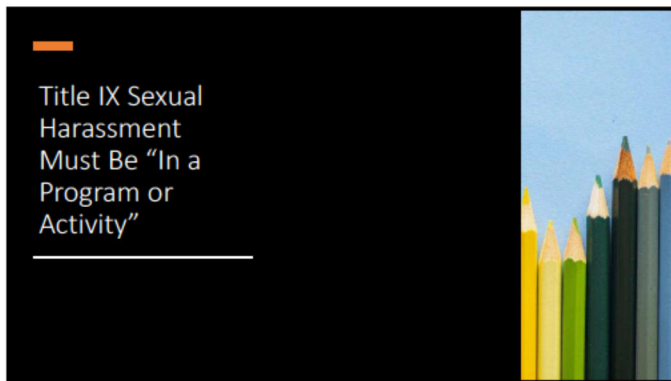 Title IX Sexual
Harassment
Must Be “In a
Program or
Activity”